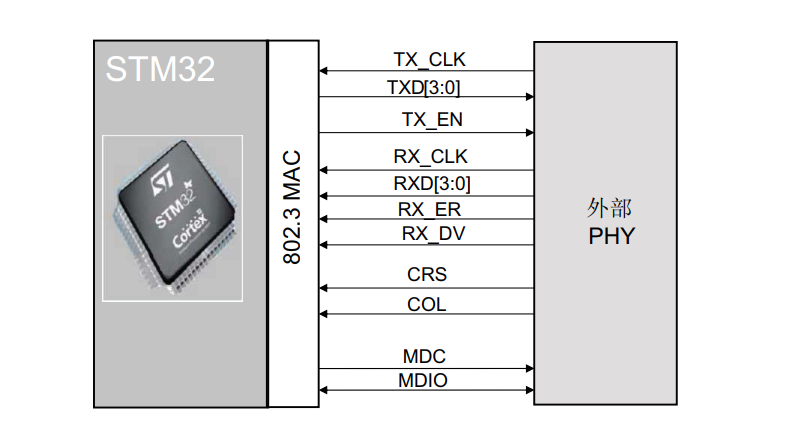 STM32
STM32
Cortex
802.3 MAC
TX_CLK
TXD[3:0]
TX_EN
RX_CLK
RXD[3:0]
RX_ER
RX_DV
CRS
COL
MDC
MDIO
外部
PHY